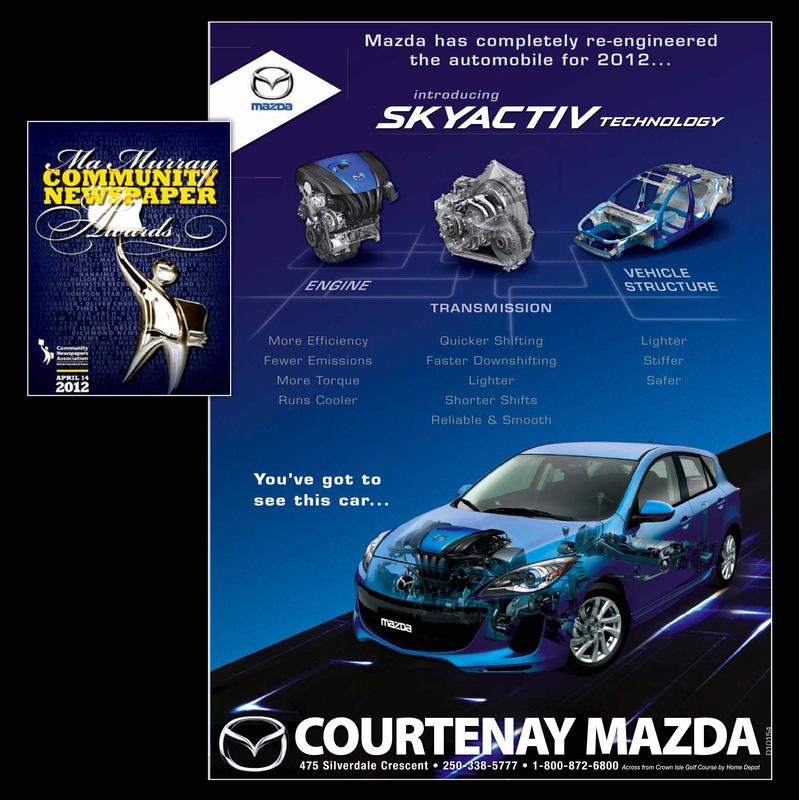 Mazda has completely re-engineered
the automobile for 2012...
mazda
introducing
SKYACTIV TECHNOLOGY
Ma Murray
COMMUNITY
NEWSPAPER
Awards
Community
Newspapers
Association
APRIL 14
2012
ENGINE
TRANSMISSION
VEHICLE
STRUCTURE
More Efficiency
Fewer Emissions
More Torque
Runs Cooler
Quicker Shifting
Faster Downshifting
Lighter
Shorter Shifts
Reliable & Smooth
Lighter
Stiffer
Safer
You've got to
see this car...
mazda
COURTENAY MAZDA
475 Silverdale Crescent • 250-338-5777 • 1-800-872-6800 Across from Crown Isle Golf Course by Home Depot
D10154